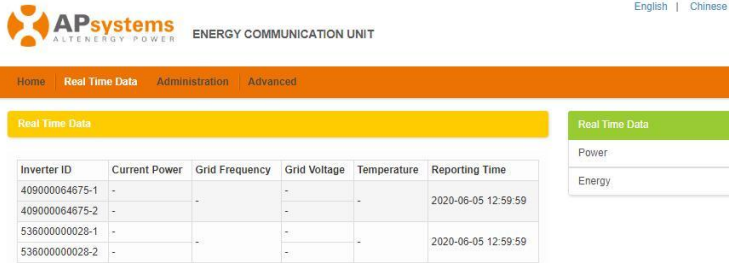 English | Chinese
APsystems
ALTENERGY POWER
ENERGY COMMUNICATION UNIT
Home Real Time Data Administration Advanced
Real Time Data
Inverter ID Current Power Grid Frequency Grid Voltage Temperature Reporting Time
409000064675-1 - - - - 2020-06-05 12:59:59
409000064675-2 - -
536000000028-1 - - - - 2020-06-05 12:59:59
536000000028-2 - -
Real Time Data
Power
Energy